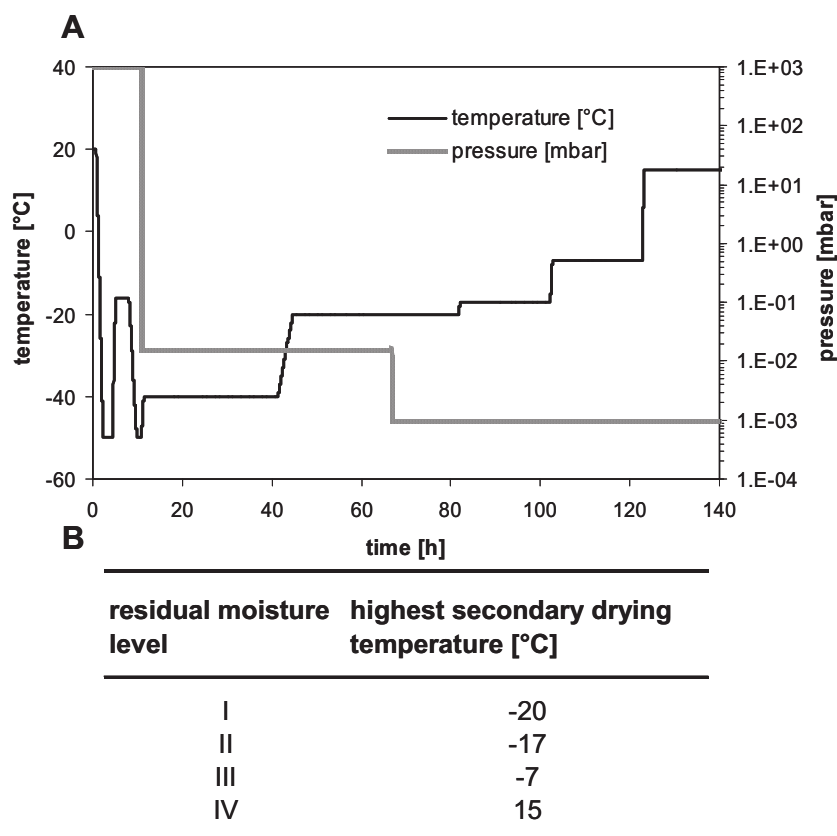 A
temperature [°C]
pressure [mbar]
40
20
0
-20
-40
-60
temperature [°C]
1.E+03
1.E+02
1.E+01
1.E+00
1.E-01
1.E-02
1.E-03
1.E-04
pressure [mbar]
0 20 40 60 80 100 120 140
time [h]
B
residual moisture level highest secondary drying temperature [°C]
I -20
II -17
III -7
IV 15